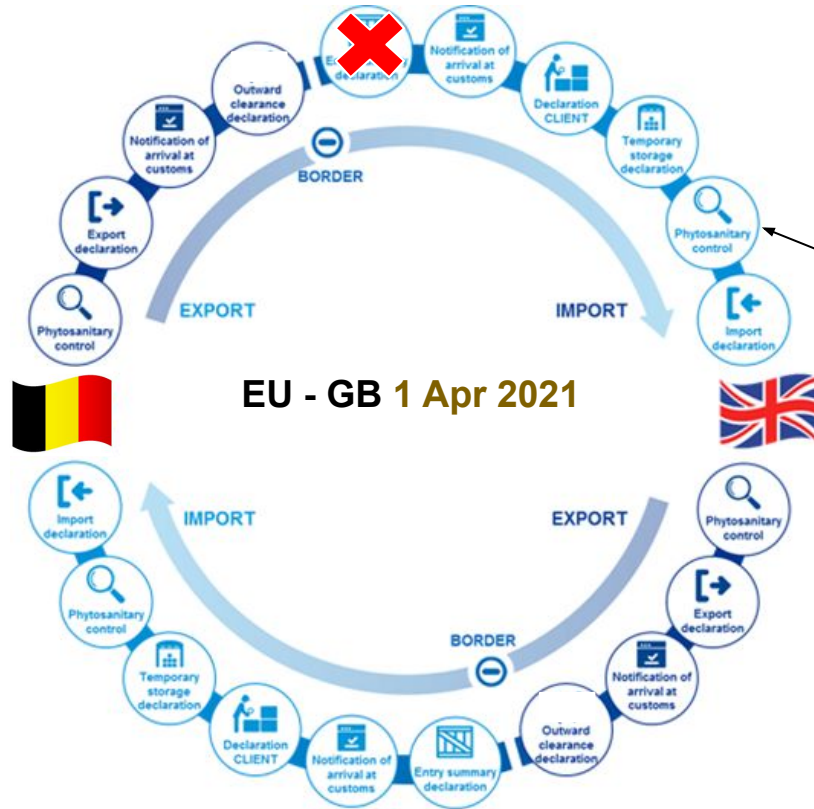 Notification of
arrival at
customs
declaration
Outward
clearance
declaration
Declaration
CLIENT
Notification of
arrival at
customs
Temporary
storage
declaration
BORDER
Export
declaration
Phytosanitary
control
EXPORT
IMPORT
Phytosanitary
control
Import
declaration
EU - GB 1 Apr 2021
Import
declaration
IMPORT
EXPORT
Phytosanitary
control
Phytosanitary
control
Export
declaration
BORDER
Temporary
storage
declaration
Notification of
arrival at
customs
Declaration
CLIENT
Outward
clearance
declaration
Notification of
arrival at
customs
Entry summary
declaration